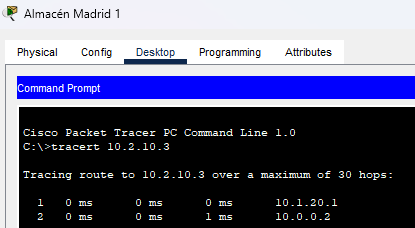 Almacén Madrid 1
Physical Config Desktop Programming Attributes
Command Prompt
Cisco Packet Tracer PC Command Line 1.0
C:\>tracert 10.2.10.3
Tracing route to 10.2.10.3 over a maximum of 30 hops:
1 0 ms 0 ms 0 ms 10.1.20.1
2 0 ms 0 ms 1 ms 10.0.0.2